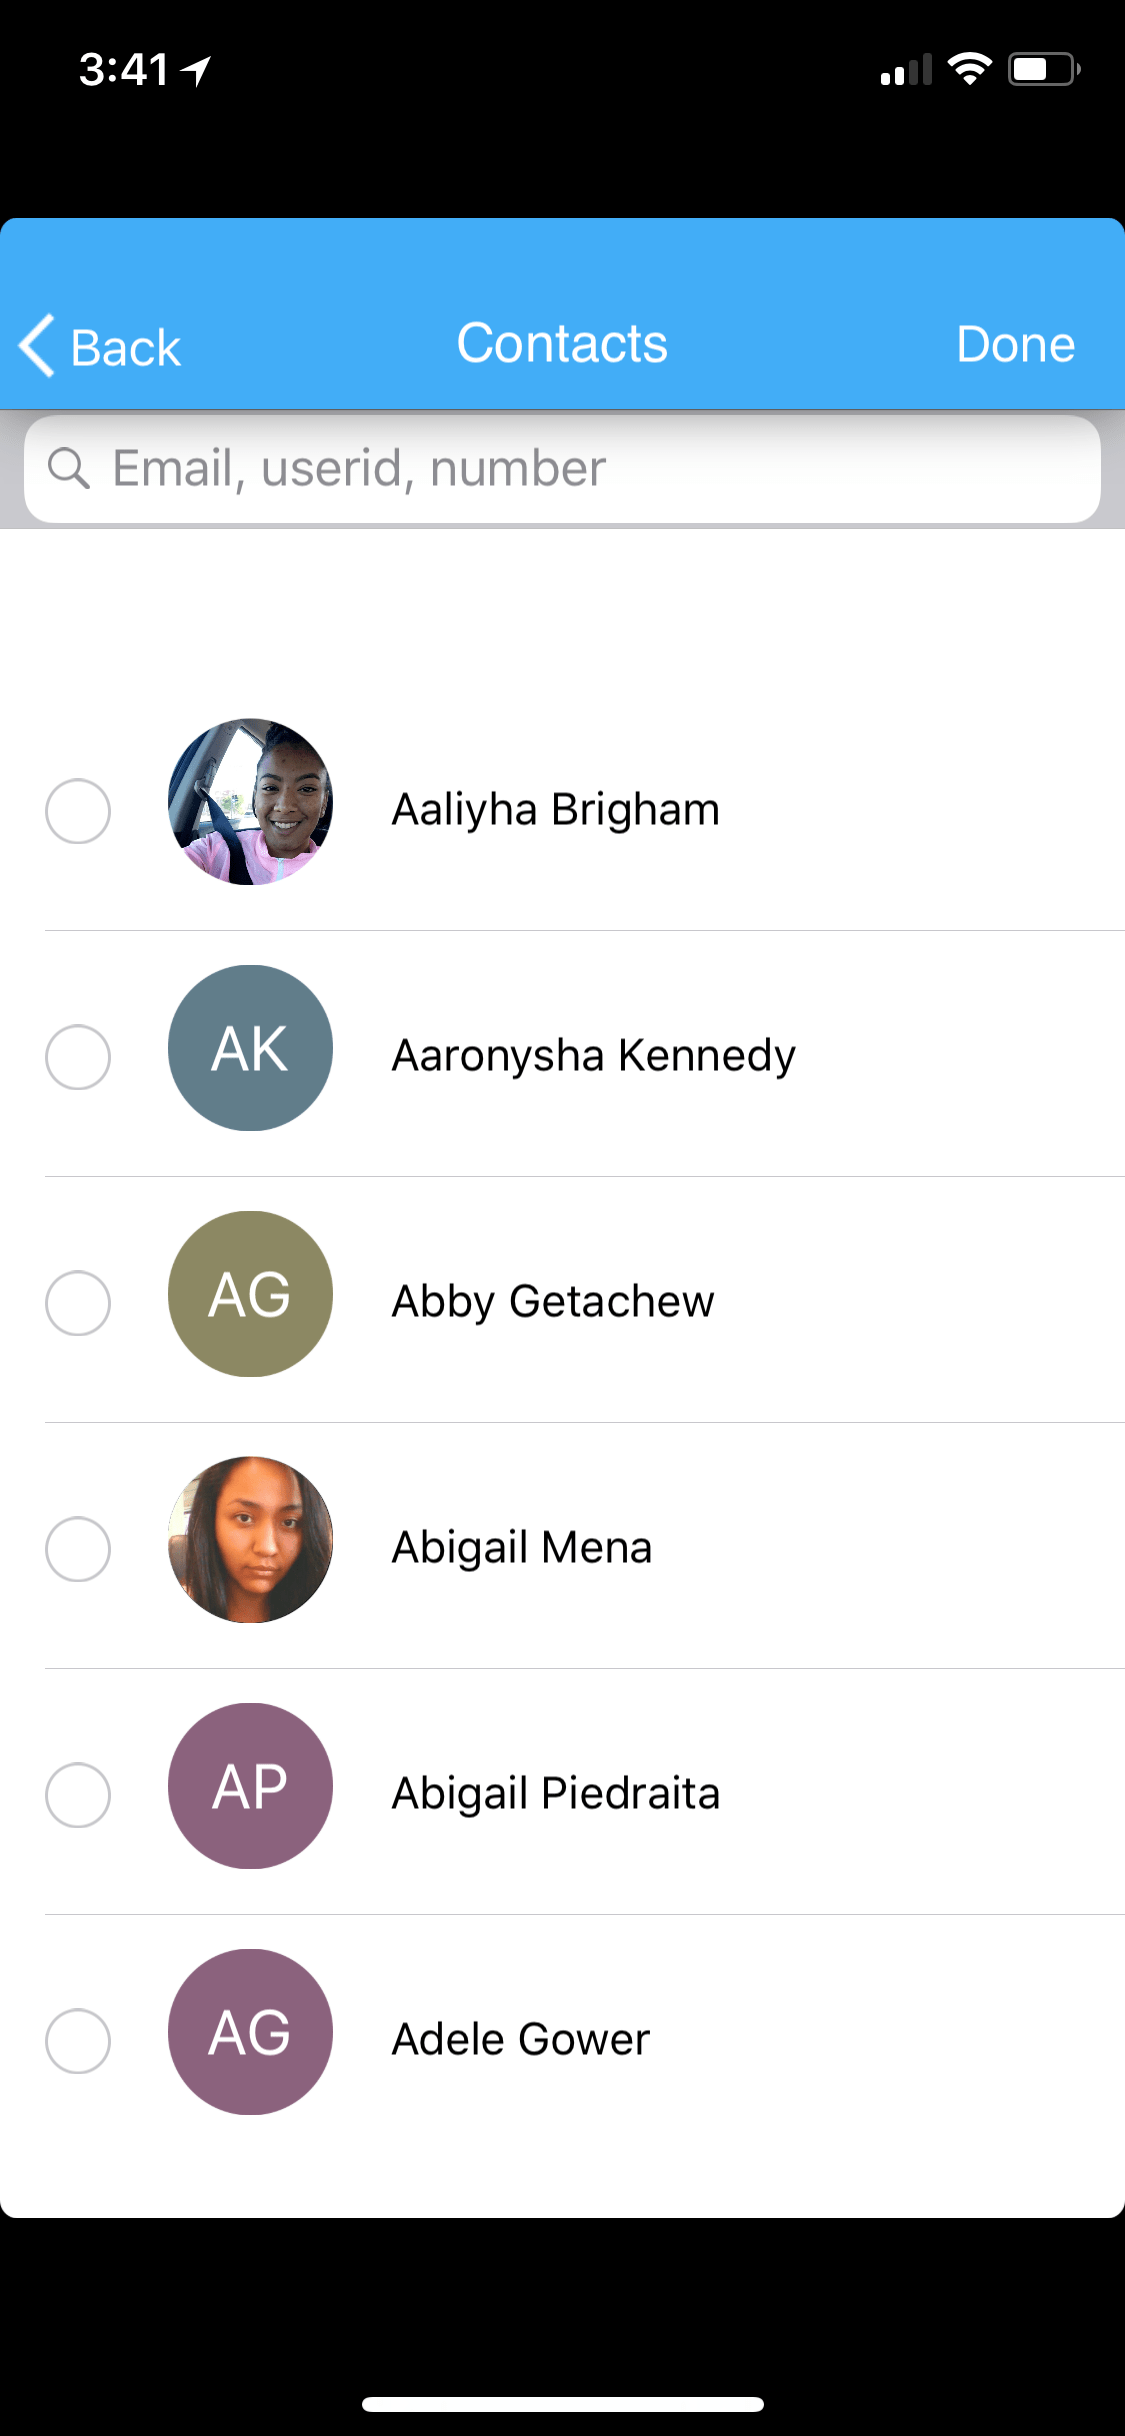 3:41
Back Contacts Done
Email, userid, number
Aaliyha Brigham
AK Aaronysha Kennedy
AG Abby Getachew
Abigail Mena
AP Abigail Piedraita
AG Adele Gower